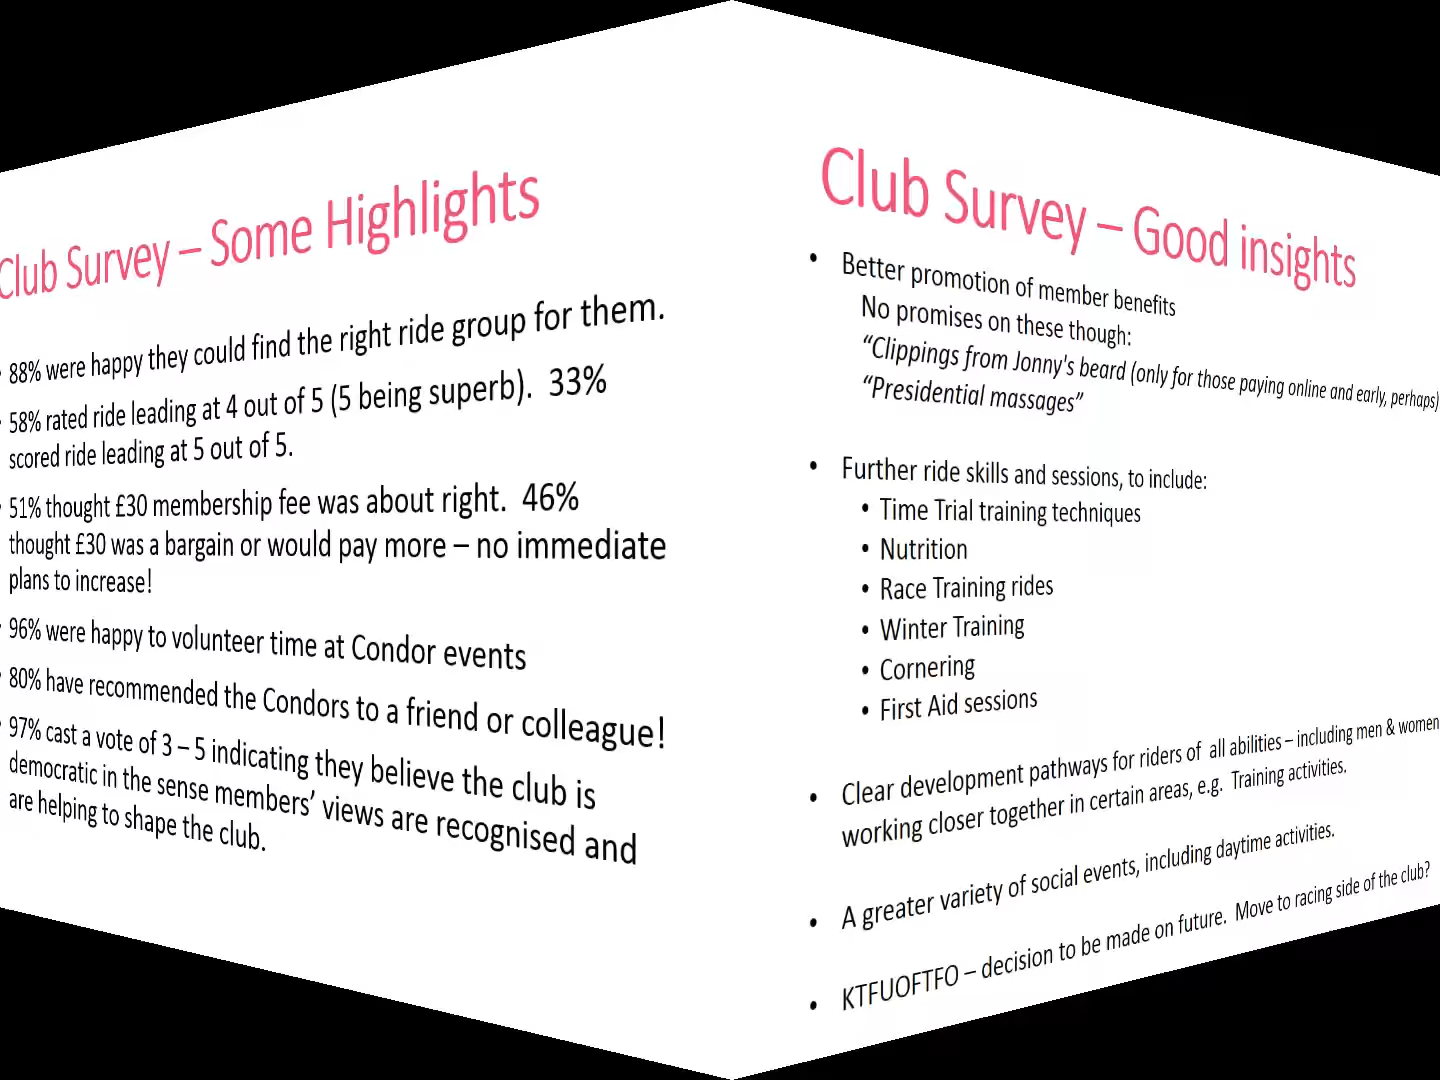 Club Survey – Some Highlights
88% were happy they could find the right ride group for them.
58% rated ride leading at 4 out of 5 (5 being superb).  33%
scored ride leading at 5 out of 5.
51% thought £30 membership fee was about right.  46%
thought £30 was a bargain or would pay more – no immediate
plans to increase!
96% were happy to volunteer time at Condor events
80% have recommended the Condors to a friend or colleague!
97% cast a vote of 3 – 5 indicating they believe the club is
democratic in the sense members’ views are recognised and
are helping to shape the club.
Club Survey – Good insights
• Better promotion of member benefits
No promises on these though:
“Clippings from Jonny's beard (only for those paying online and early, perhaps)
“Presidential massages”
• Further ride skills and sessions, to include:
• Time Trial training techniques
• Nutrition
• Race Training rides
• Winter Training
• Cornering
• First Aid sessions
• Clear development pathways for riders of  all abilities – including men & women
working closer together in certain areas, e.g.  Training activities.
• A greater variety of social events, including daytime activities.
• KTFUOFTFO – decision to be made on future.  Move to racing side of the club?